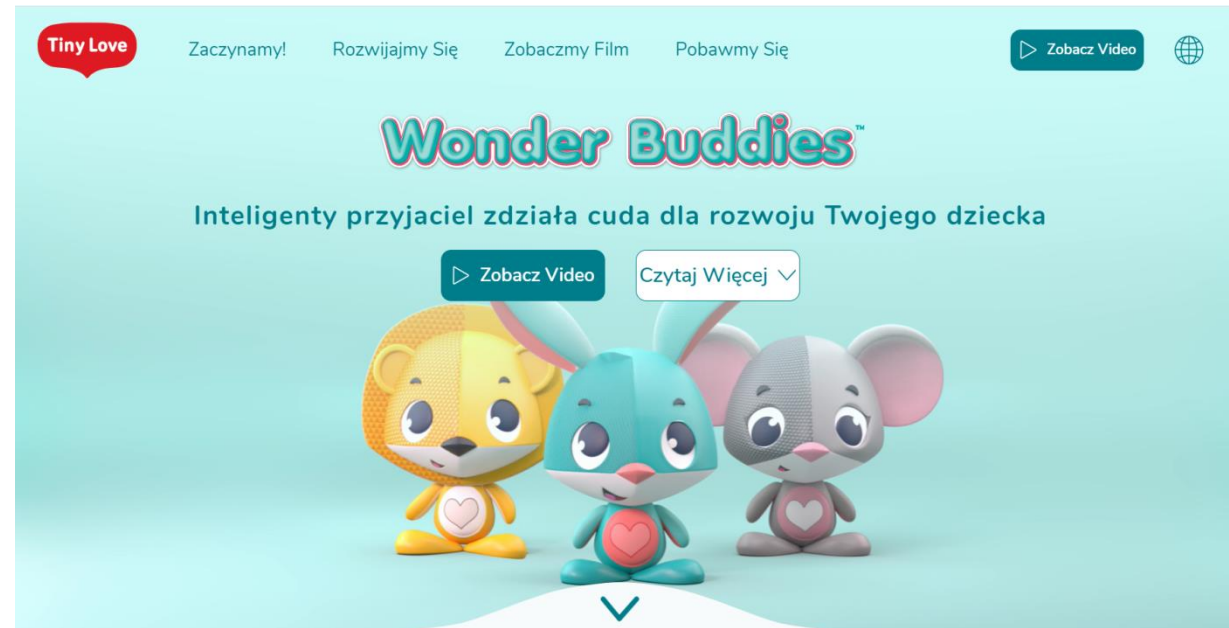 Tiny Love
Zaczynamy! Rozwijajmy Się Zobaczmy Film Pobawmy Się Zobacz Video
Wonder Buddies™
Inteligenty przyjaciel zdziała cuda dla rozwoju Twojego dziecka
Zobacz Video Czytaj Więcej